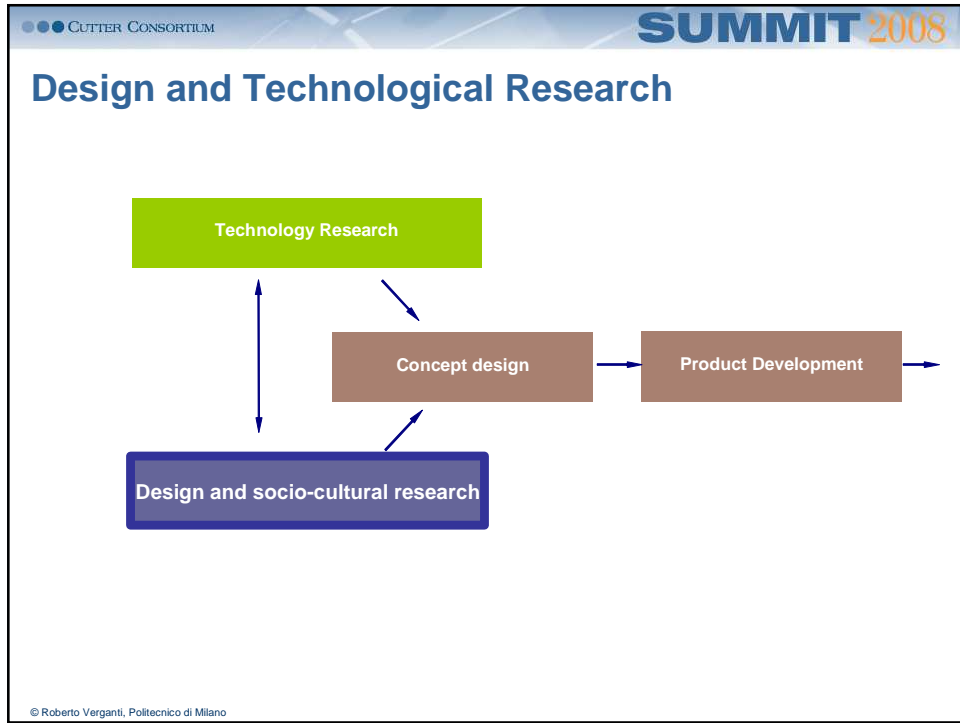 CUTTER CONSORTIUM
SUMMIT 2008
Design and Technological Research
Technology Research
Concept design
Product Development
Design and socio-cultural research
© Roberto Verganti, Politecnico di Milano